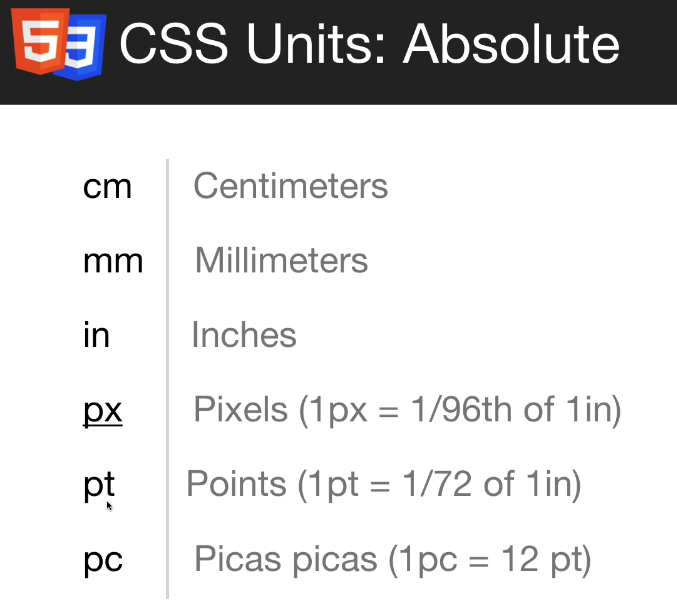 5 3 CSS Units: Absolute
cm Centimeters
mm Millimeters
in Inches
px Pixels (1px = 1/96th of 1in)
pt Points (1pt = 1/72 of 1in)
pc Picas picas (1pc = 12 pt)